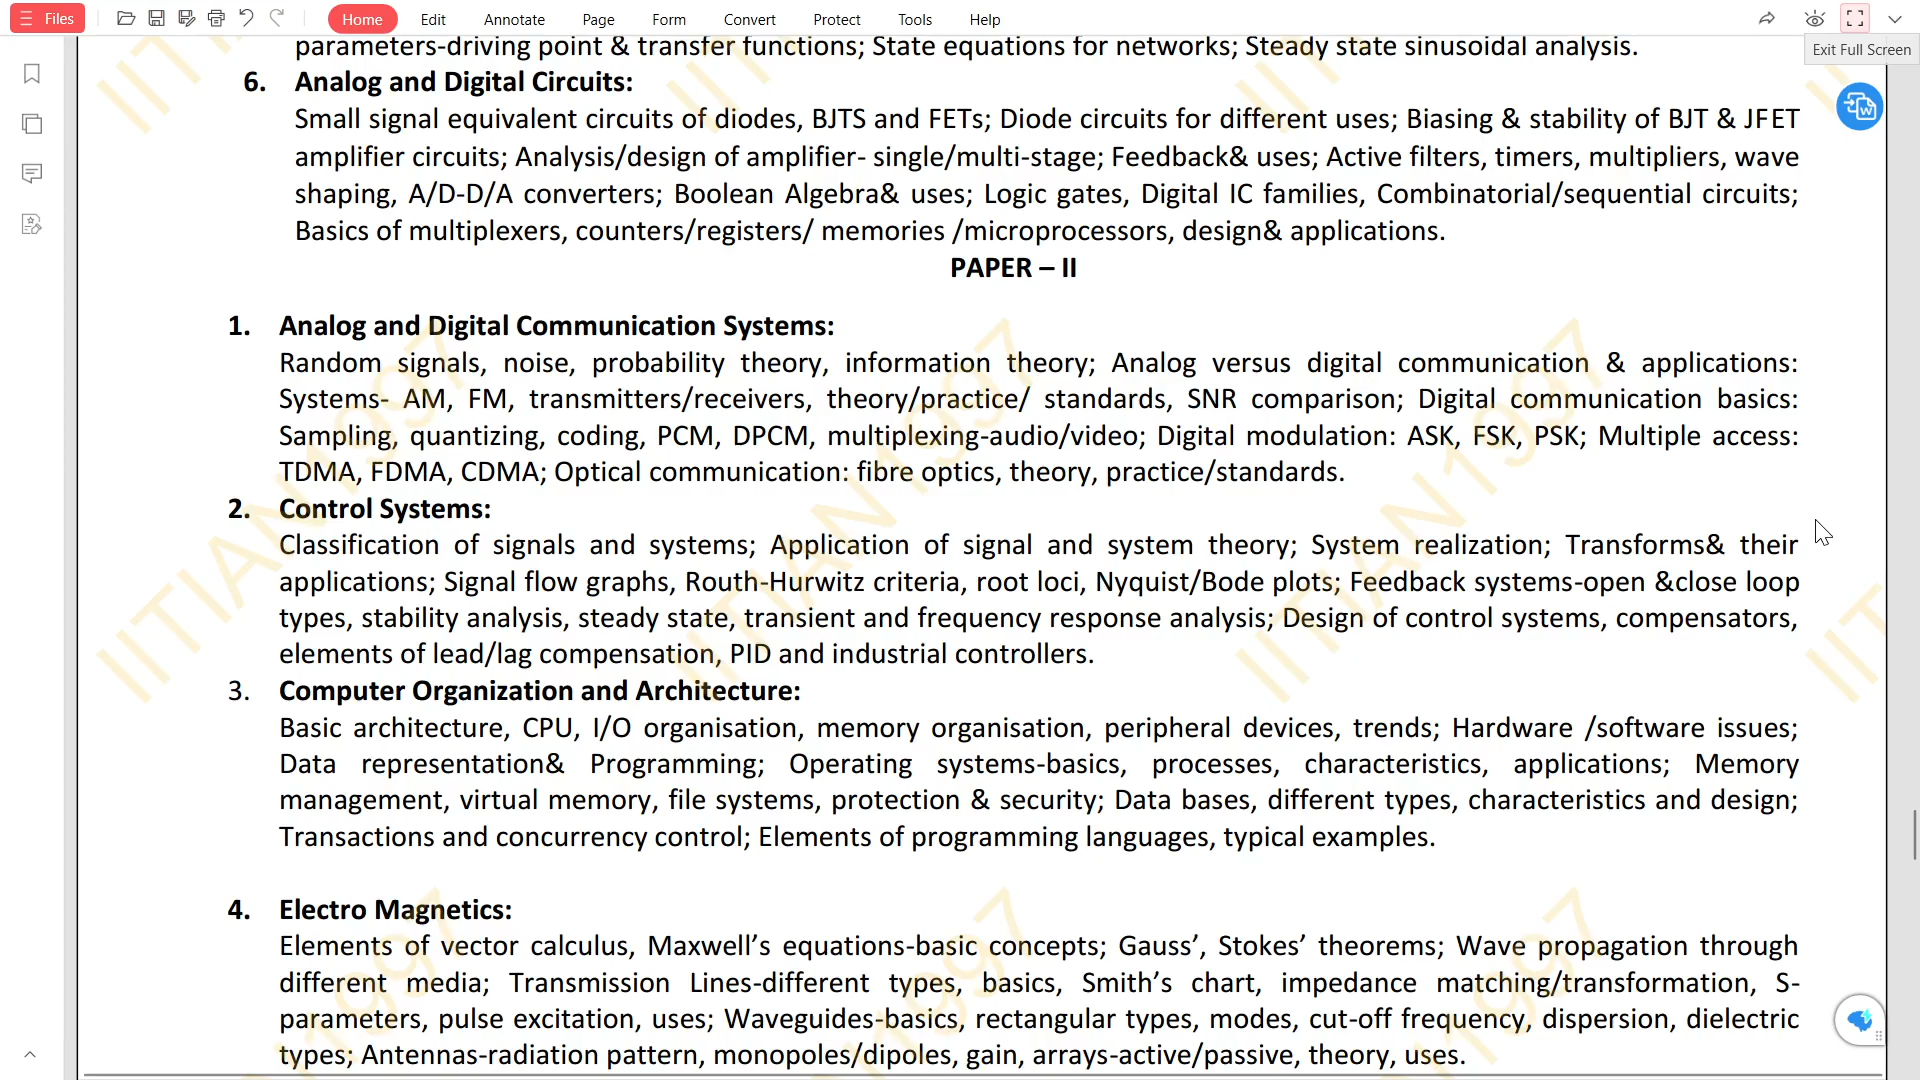 Files
Home
Edit
Annotate
Page
Form
Convert
Protect
Tools
Help
Exit Full Screen
parameters-driving point & transfer functions; State equations for networks; Steady state sinusoidal analysis.
6. Analog and Digital Circuits:
Small signal equivalent circuits of diodes, BJTS and FETs; Diode circuits for different uses; Biasing & stability of BJT & JFET
amplifier circuits; Analysis/design of amplifier- single/multi-stage; Feedback& uses; Active filters, timers, multipliers, wave
shaping, A/D-D/A converters; Boolean Algebra& uses; Logic gates, Digital IC families, Combinatorial/sequential circuits;
Basics of multiplexers, counters/registers/ memories /microprocessors, design& applications.
PAPER – II
1. Analog and Digital Communication Systems:
Random signals, noise, probability theory, information theory; Analog versus digital communication & applications:
Systems- AM, FM, transmitters/receivers, theory/practice/ standards, SNR comparison; Digital communication basics:
Sampling, quantizing, coding, PCM, DPCM, multiplexing-audio/video; Digital modulation: ASK, FSK, PSK; Multiple access:
TDMA, FDMA, CDMA; Optical communication: fibre optics, theory, practice/standards.
2. Control Systems:
Classification of signals and systems; Application of signal and system theory; System realization; Transforms& their
applications; Signal flow graphs, Routh-Hurwitz criteria, root loci, Nyquist/Bode plots; Feedback systems-open &close loop
types, stability analysis, steady state, transient and frequency response analysis; Design of control systems, compensators,
elements of lead/lag compensation, PID and industrial controllers.
3. Computer Organization and Architecture:
Basic architecture, CPU, I/O organisation, memory organisation, peripheral devices, trends; Hardware /software issues;
Data representation& Programming; Operating systems-basics, processes, characteristics, applications; Memory
management, virtual memory, file systems, protection & security; Data bases, different types, characteristics and design;
Transactions and concurrency control; Elements of programming languages, typical examples.
4. Electro Magnetics:
Elements of vector calculus, Maxwell’s equations-basic concepts; Gauss’, Stokes’ theorems; Wave propagation through
different media; Transmission Lines-different types, basics, Smith’s chart, impedance matching/transformation, S-
parameters, pulse excitation, uses; Waveguides-basics, rectangular types, modes, cut-off frequency, dispersion, dielectric
types; Antennas-radiation pattern, monopoles/dipoles, gain, arrays-active/passive, theory, uses.
IITIAN1997
IITIAN1997
IITIAN1997